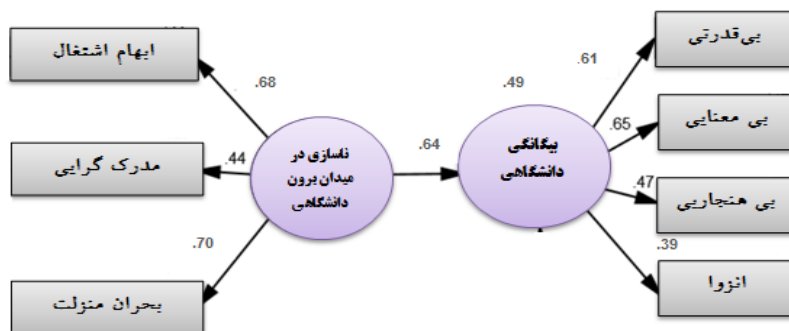 بی‌قدرتی
ابهام اشتغال
.61
.49
.68
بی معنایی
.65
بیگانگی
دانشگاهی
.64
ناسازی در
میدان برون
دانشگاهی
.44
مدرک گرایی
.47
بی هنجاریی
.70
.39
انزوا
بحران منزلت